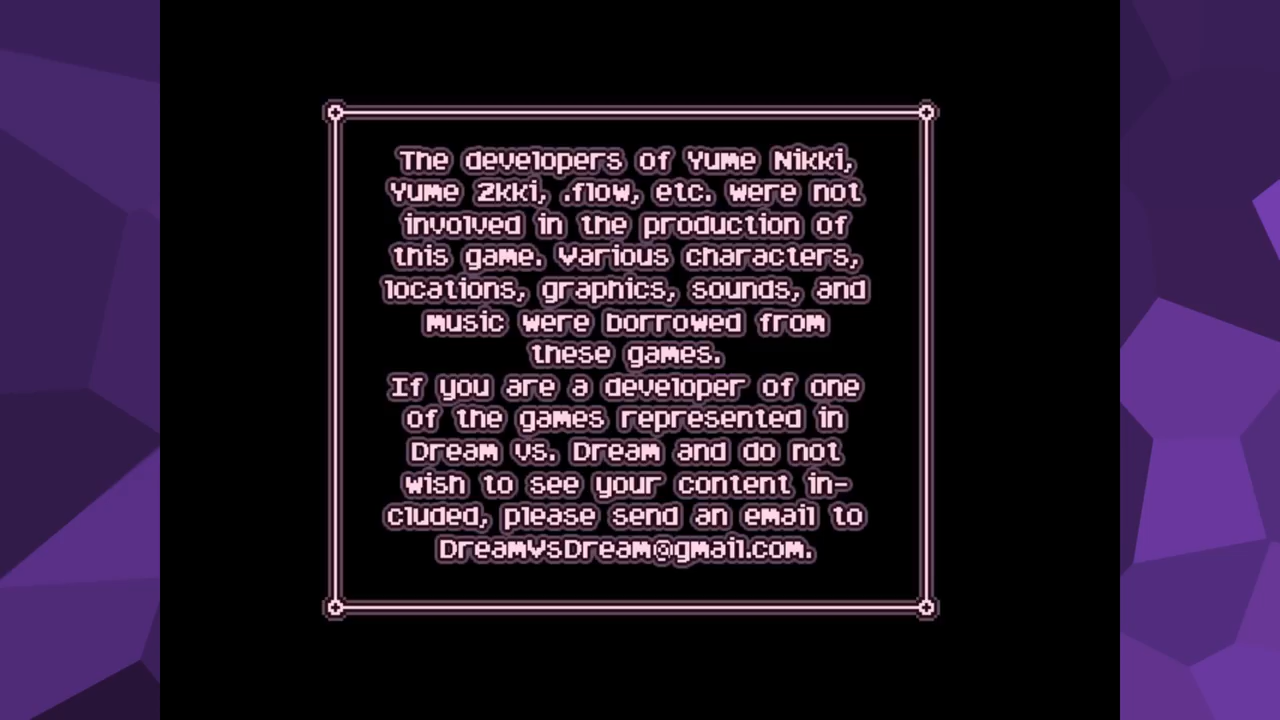 The developers of Yume Nikki,
Yume 2kki, .flow, etc. were not
involved in the production of
this game. Various characters,
locations, graphics, sounds, and
music were borrowed from
these games.
If you are a developer of one
of the games represented in
Dream vs. Dream and do not
wish to see your content in-
cluded, please send an email to
DreamVsDream@gmail.com.